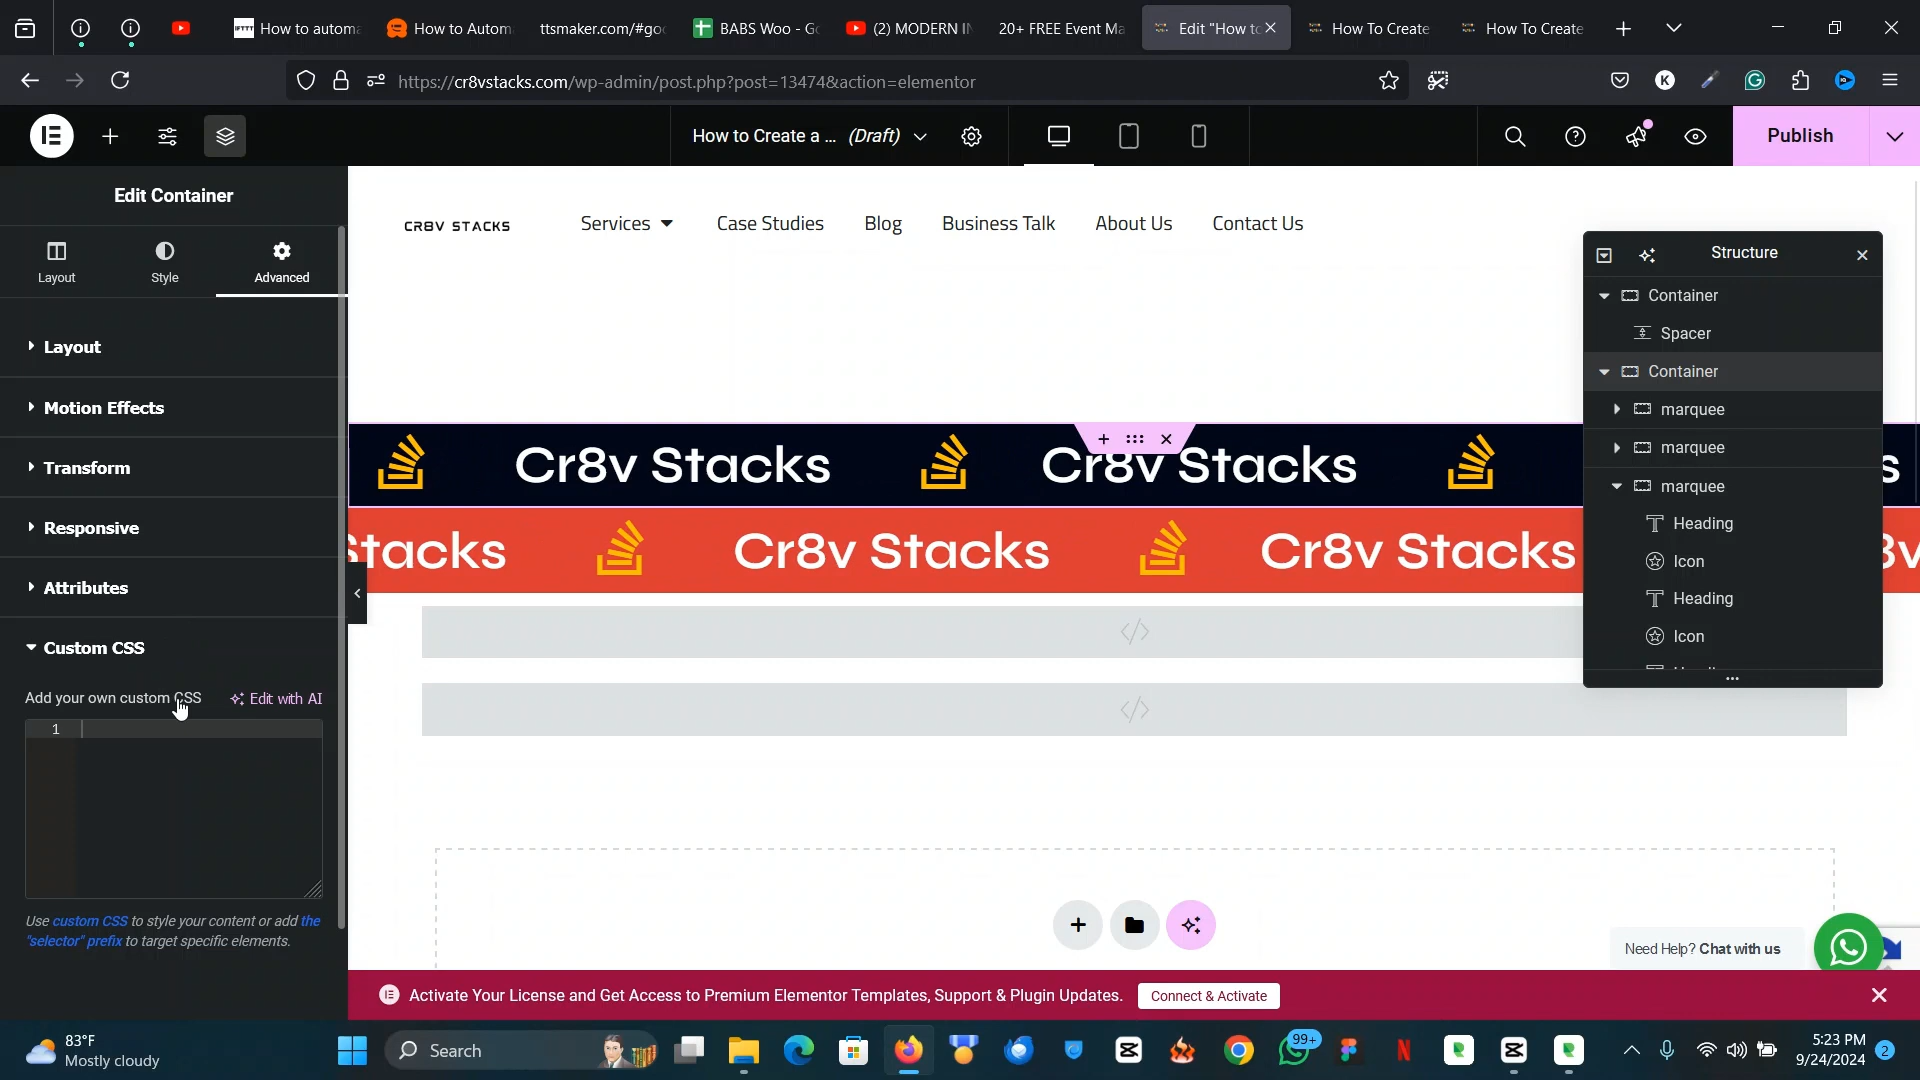 How to automa
How to Autom
ttsmaker.com/#goo
BABS Woo - Go
(2) MODERN IN
20+ FREE Event Ma
Edit "How to
How To Create
How To Create
https://cr8vstacks.com/wp-admin/post.php?post=13474&action=elementor
How to Create a ... (Draft)
Publish
Edit Container
Layout
Style
Advanced
Layout
Motion Effects
Transform
Responsive
Attributes
Custom CSS
Add your own custom CSS
Edit with AI
1
Use custom CSS to style your content or add the
"selector" prefix to target specific elements.
CR8V STACKS
Services
Case Studies
Blog
Business Talk
About Us
Contact Us
Cr8v Stacks
Cr8v Stacks
s
Stacks
Cr8v Stacks
Cr8v Stacks
8v
Structure
Container
Spacer
Container
marquee
marquee
marquee
Heading
Icon
Heading
Icon
Need Help? Chat with us
Activate Your License and Get Access to Premium Elementor Templates, Support & Plugin Updates.
Connect & Activate
83°F
Mostly cloudy
Search
99+
5:23 PM
9/24/2024
2